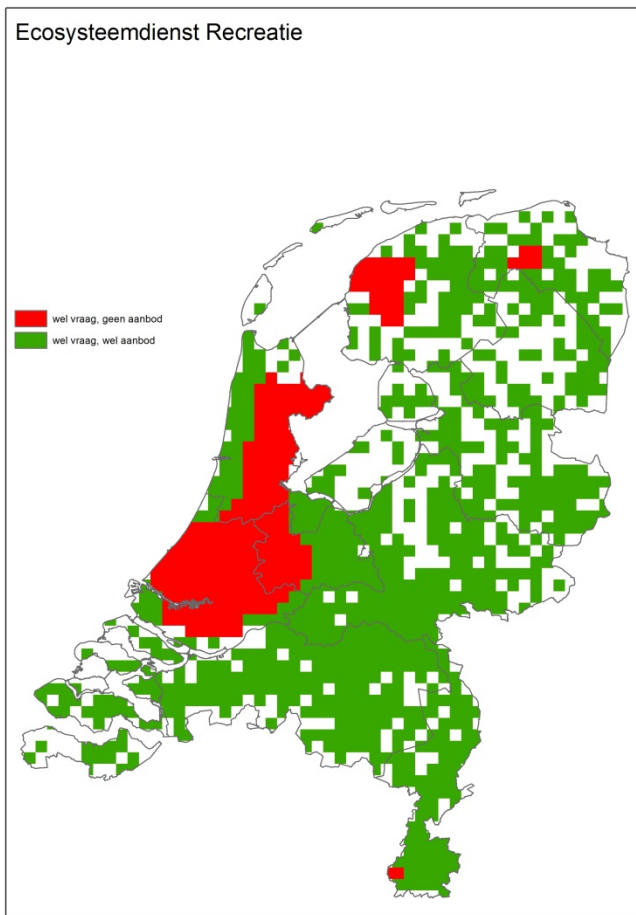 Ecosysteemdienst Recreatie
wel vraag, geen aanbod
wel vraag, wel aanbod